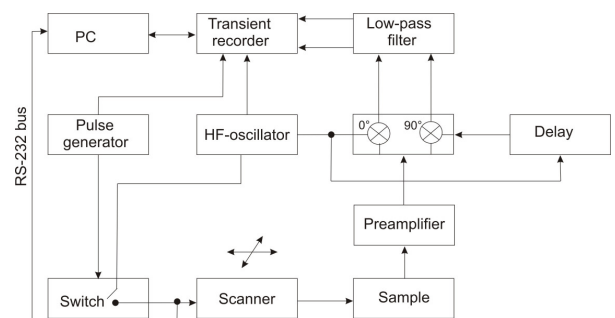 PC
Transient
recorder
Low-pass
filter
RS-232 bus
Pulse
generator
HF-oscillator
0°
90°
Delay
Preamplifier
Switch
Scanner
Sample